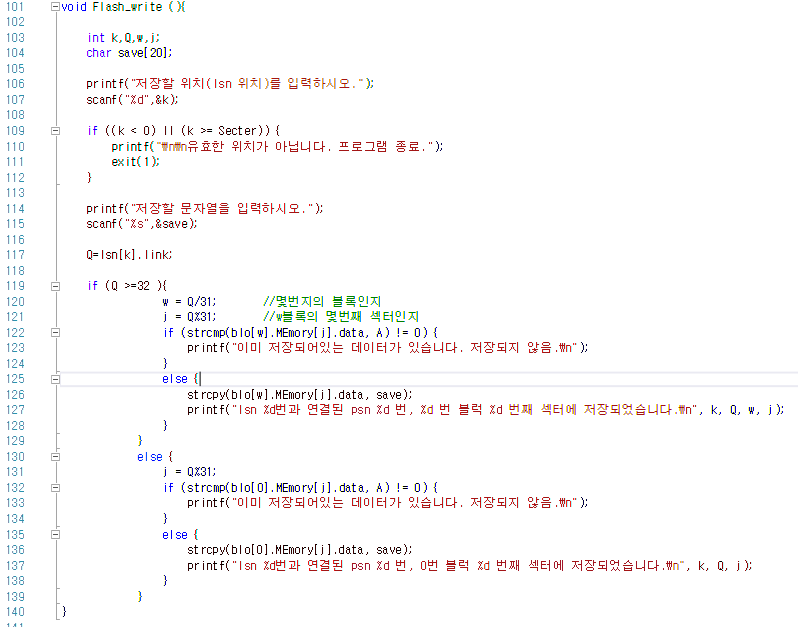 101 void Flash_write (){
102
103 int k,Q,w,j;
104 char save[20];
105
106 printf("저장할 위치(lsn 위치)를 입력하시오.");
107 scanf("%d",&k);
108
109 if ((k < 0) || (k >= Secter)) {
110 printf("₩n₩n유효한 위치가 아닙니다. 프로그램 종료.");
111 exit(1);
112 }
113
114 printf("저장할 문자열을 입력하시오.");
115 scanf("%s",&save);
116
117 Q=lsn[k].link;
118
119 if (Q >=32 ){
120 w = Q/31; //몇번지의 블록인지
121 j = Q%31; //w블록의 몇번째 섹터인지
122 if (strcmp(blo[w].MEmory[j].data, A) != 0) {
123 printf("이미 저장되어있는 데이터가 있습니다. 저장되지 않음.₩n");
124 }
125 else {
126 strcpy(blo[w].MEmory[j].data, save);
127 printf("lsn %d번과 연결된 psn %d 번, %d 번 블럭 %d 번째 섹터에 저장되었습니다.₩n", k, Q, w, j);
128 }
129 }
130 else {
131 j = Q%31;
132 if (strcmp(blo[0].MEmory[j].data, A) != 0) {
133 printf("이미 저장되어있는 데이터가 있습니다. 저장되지 않음.₩n");
134 }
135 else {
136 strcpy(blo[0].MEmory[j].data, save);
137 printf("lsn %d번과 연결된 psn %d 번, 0번 블럭 %d 번째 섹터에 저장되었습니다.₩n", k, Q, j);
138 }
139 }
140 }
141